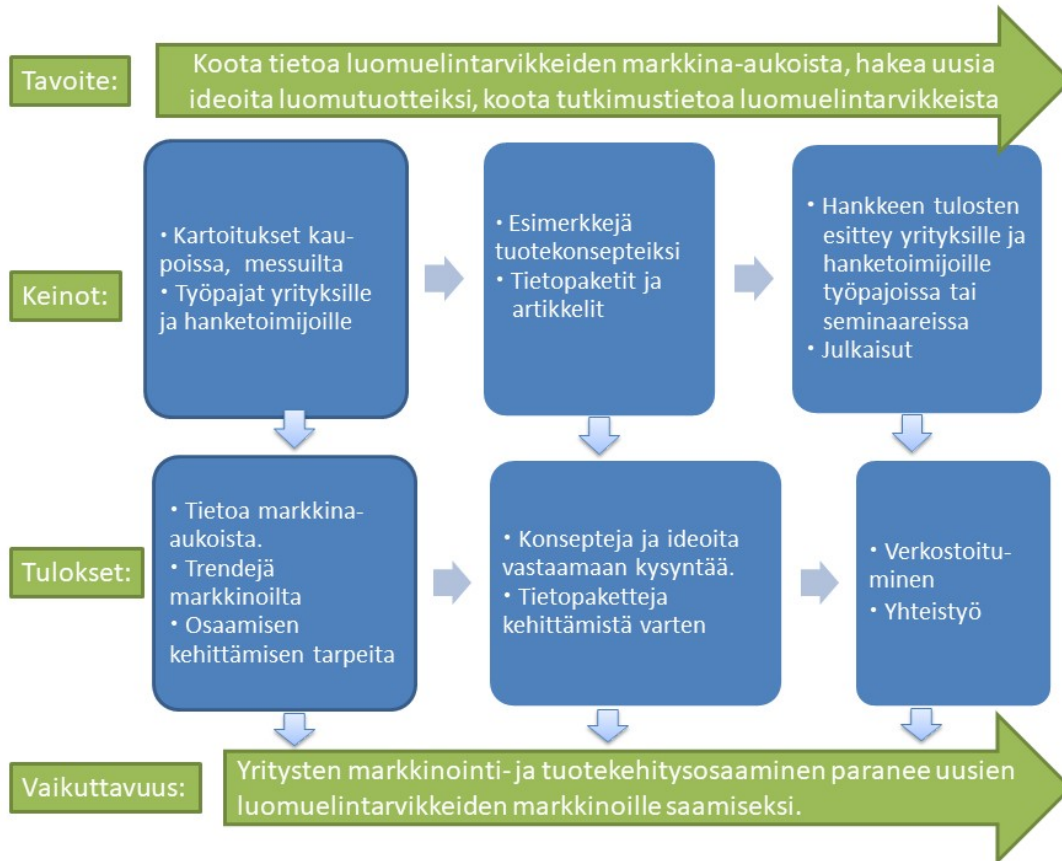 Tavoite:
Koota tietoa luomuelintarvikkeiden markkina-aukoista, hakea uusia
ideoita luomutuotteiksi, koota tutkimustietoa luomuelintarvikkeista
Keinot:
• Kartoitukset kau-
poissa, messuilta
• Työpajat yrityksille
ja hanketoimijoille
• Esimerkkejä
tuotekonsepteiksi
• Tietopaketit ja
artikkelit
• Hankkeen tulosten
esittey yrityksille ja
hanketoimijoille
työpajoissa tai
seminaareissa
• Julkaisut
Tulokset:
• Tietoa markkina-
aukoista.
• Trendejä
markkinoilta
• Osaamisen
kehittämisen tarpeita
• Konsepteja ja ideoita
vastaamaan kysyntää.
• Tietopaketteja
kehittämistä varten
• Verkostoitu-
minen
• Yhteistyö
Vaikuttavuus:
Yritysten markkinointi- ja tuotekehitysosaaminen paranee uusien
luomuelintarvikkeiden markkinoille saamiseksi.